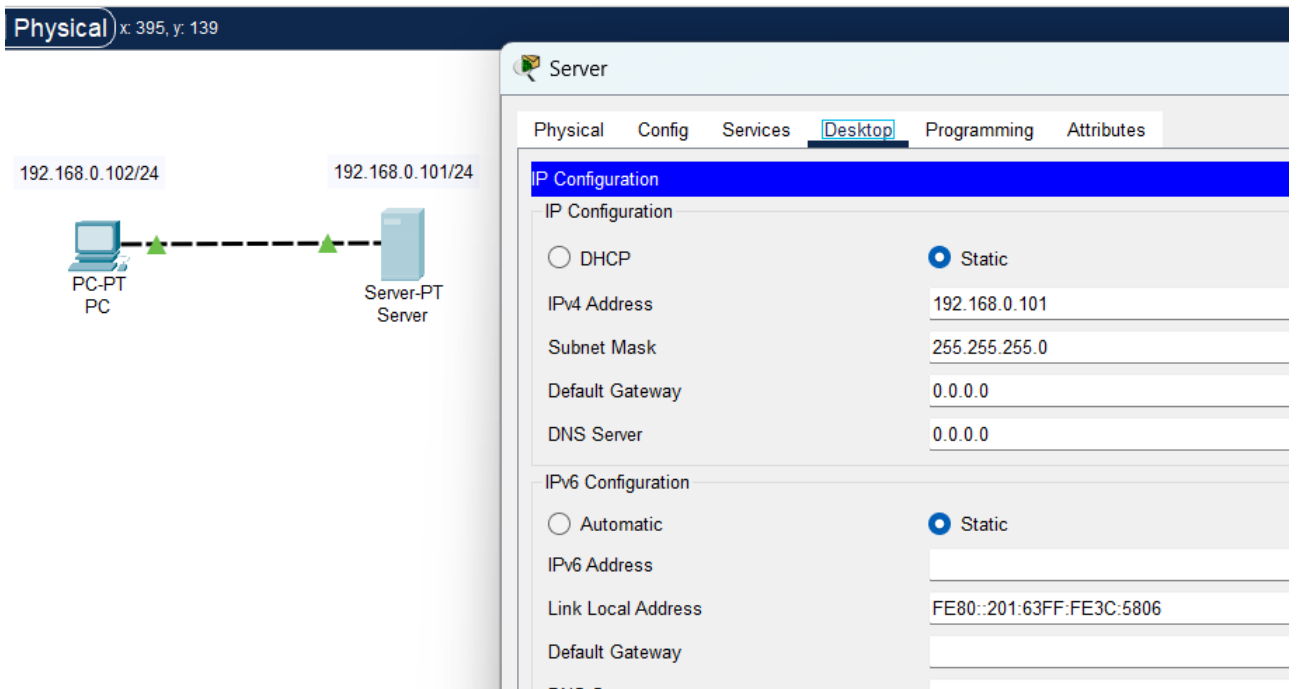 Physical x: 395, y: 139
Server
Physical Config Services Desktop Programming Attributes
192.168.0.102/24
192.168.0.101/24
PC-PT
PC
Server-PT
Server
IP Configuration
IP Configuration
DHCP
Static
IPv4 Address
192.168.0.101
Subnet Mask
255.255.255.0
Default Gateway
0.0.0.0
DNS Server
0.0.0.0
IPv6 Configuration
Automatic
Static
IPv6 Address
Link Local Address
FE80::201:63FF:FE3C:5806
Default Gateway